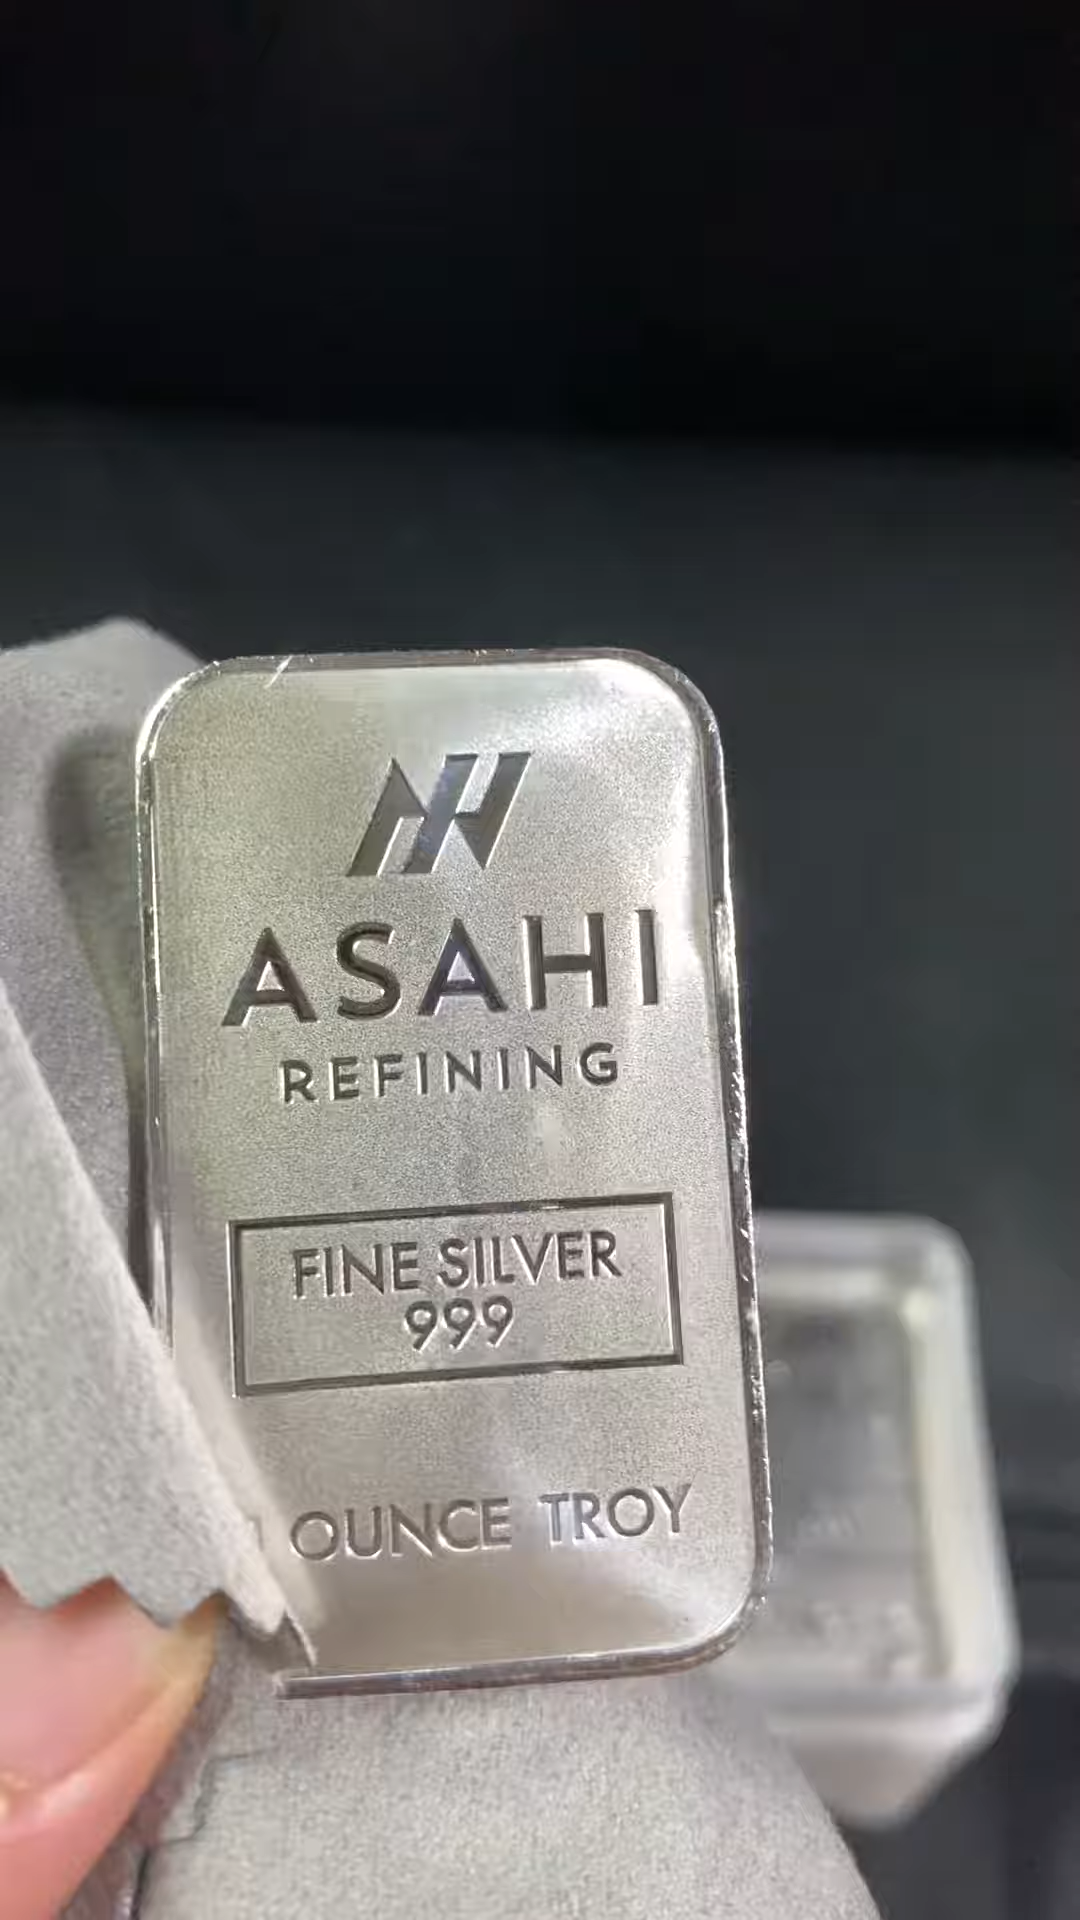 ASAHI
REFINING
FINE SILVER
999
OUNCE TROY